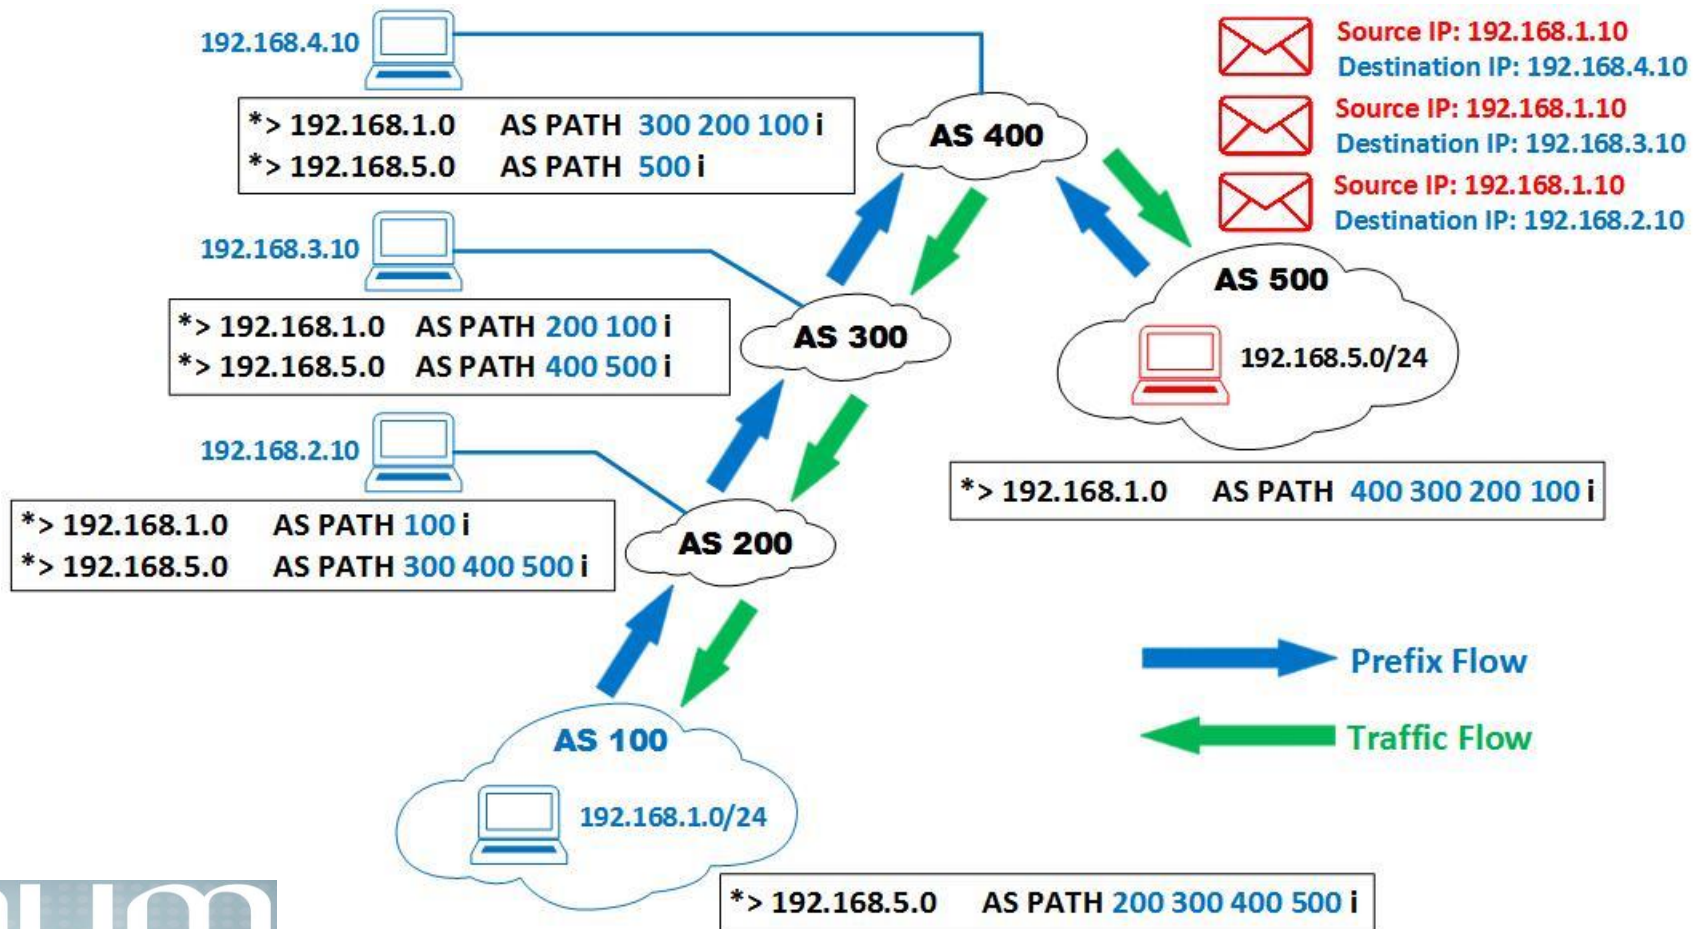 192.168.4.10
*> 192.168.1.0 AS PATH 300 200 100 i
*> 192.168.5.0 AS PATH 500 i
AS 400
Source IP: 192.168.1.10
Destination IP: 192.168.4.10
Source IP: 192.168.1.10
Destination IP: 192.168.3.10
Source IP: 192.168.1.10
Destination IP: 192.168.2.10
192.168.3.10
*> 192.168.1.0 AS PATH 200 100 i
*> 192.168.5.0 AS PATH 400 500 i
AS 300
AS 500
192.168.5.0/24
*> 192.168.1.0 AS PATH 400 300 200 100 i
192.168.2.10
*> 192.168.1.0 AS PATH 100 i
*> 192.168.5.0 AS PATH 300 400 500 i
AS 200
Prefix Flow
Traffic Flow
AS 100
192.168.1.0/24
*> 192.168.5.0 AS PATH 200 300 400 500 i